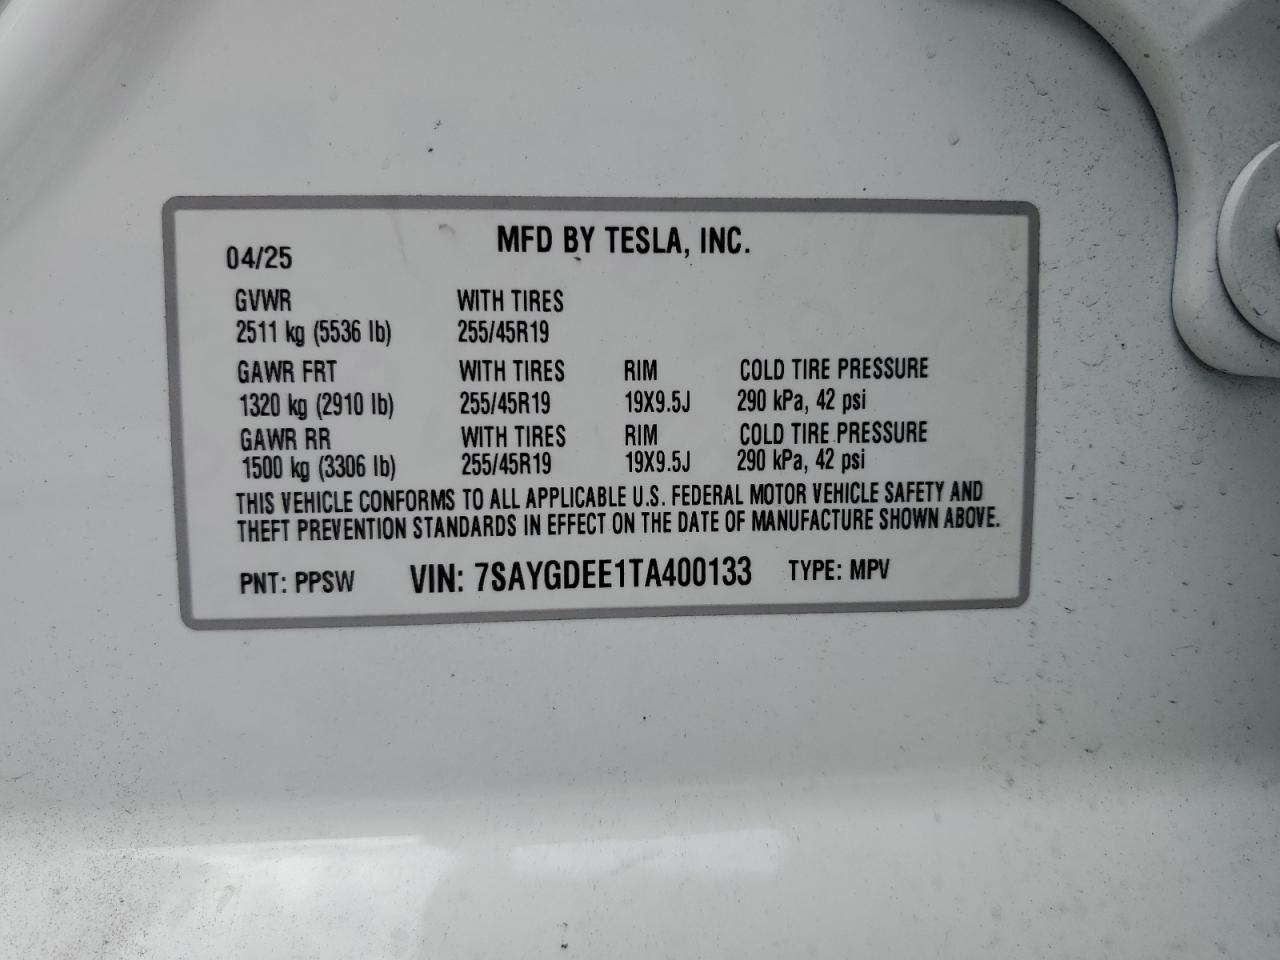 MFD BY TESLA, INC.
04/25
GVWR WITH TIRES
2511 kg (5536 lb) 255/45R19
GAWR FRT WITH TIRES RIM COLD TIRE PRESSURE
1320 kg (2910 lb) 255/45R19 19X9.5J 290 kPa, 42 psi
GAWR RR WITH TIRES RIM COLD TIRE PRESSURE
1500 kg (3306 lb) 255/45R19 19X9.5J 290 kPa, 42 psi
THIS VEHICLE CONFORMS TO ALL APPLICABLE U.S. FEDERAL MOTOR VEHICLE SAFETY AND
THEFT PREVENTION STANDARDS IN EFFECT ON THE DATE OF MANUFACTURE SHOWN ABOVE.
PNT: PPSW VIN: 7SAYGDEE1TA400133 TYPE: MPV